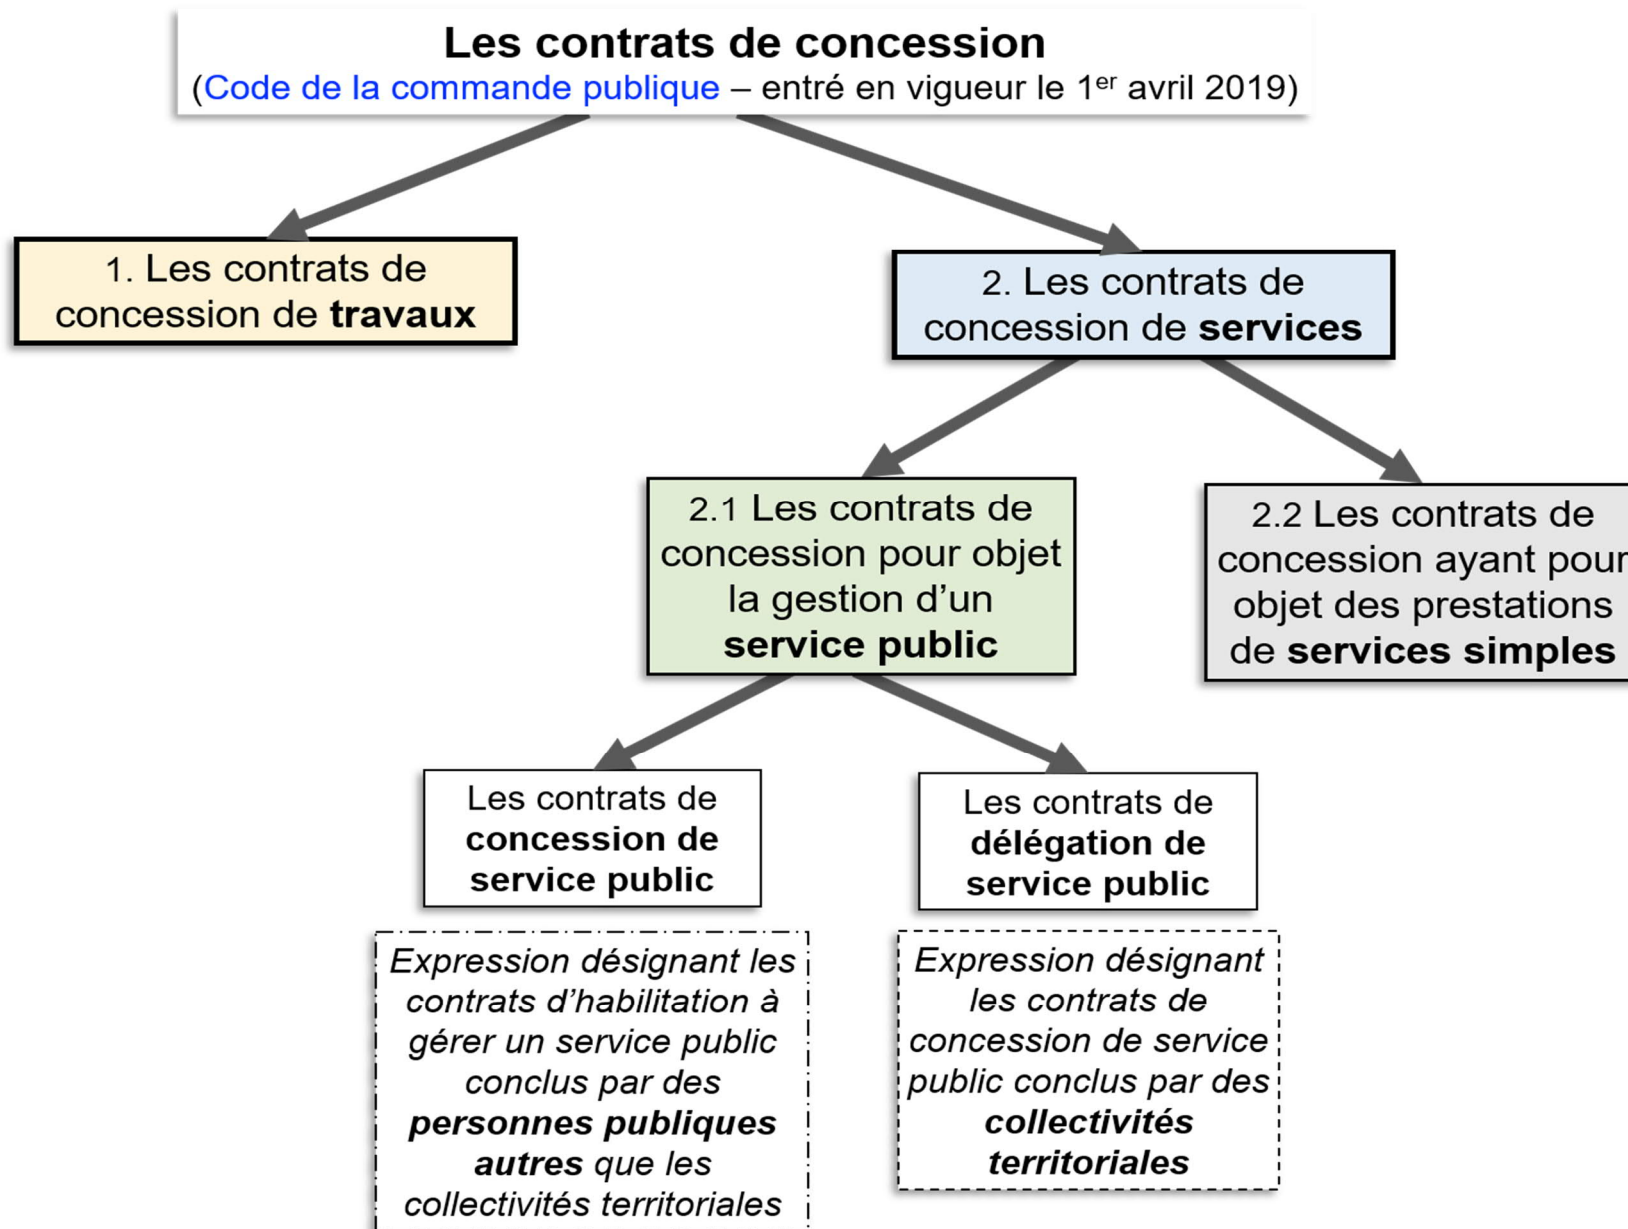 Les contrats de concession
(Code de la commande publique – entré en vigueur le 1er avril 2019)
1. Les contrats de
concession de travaux
2. Les contrats de
concession de services
2.1 Les contrats de
concession pour objet
la gestion d’un
service public
2.2 Les contrats de
concession ayant pour
objet des prestations
de services simples
Les contrats de
concession de
service public
Les contrats de
délégation de
service public
Expression désignant les
contrats d’habilitation à
gérer un service public
conclus par des
personnes publiques
autres que les
collectivités territoriales
Expression désignant
les contrats de
concession de service
public conclus par des
collectivités
territoriales